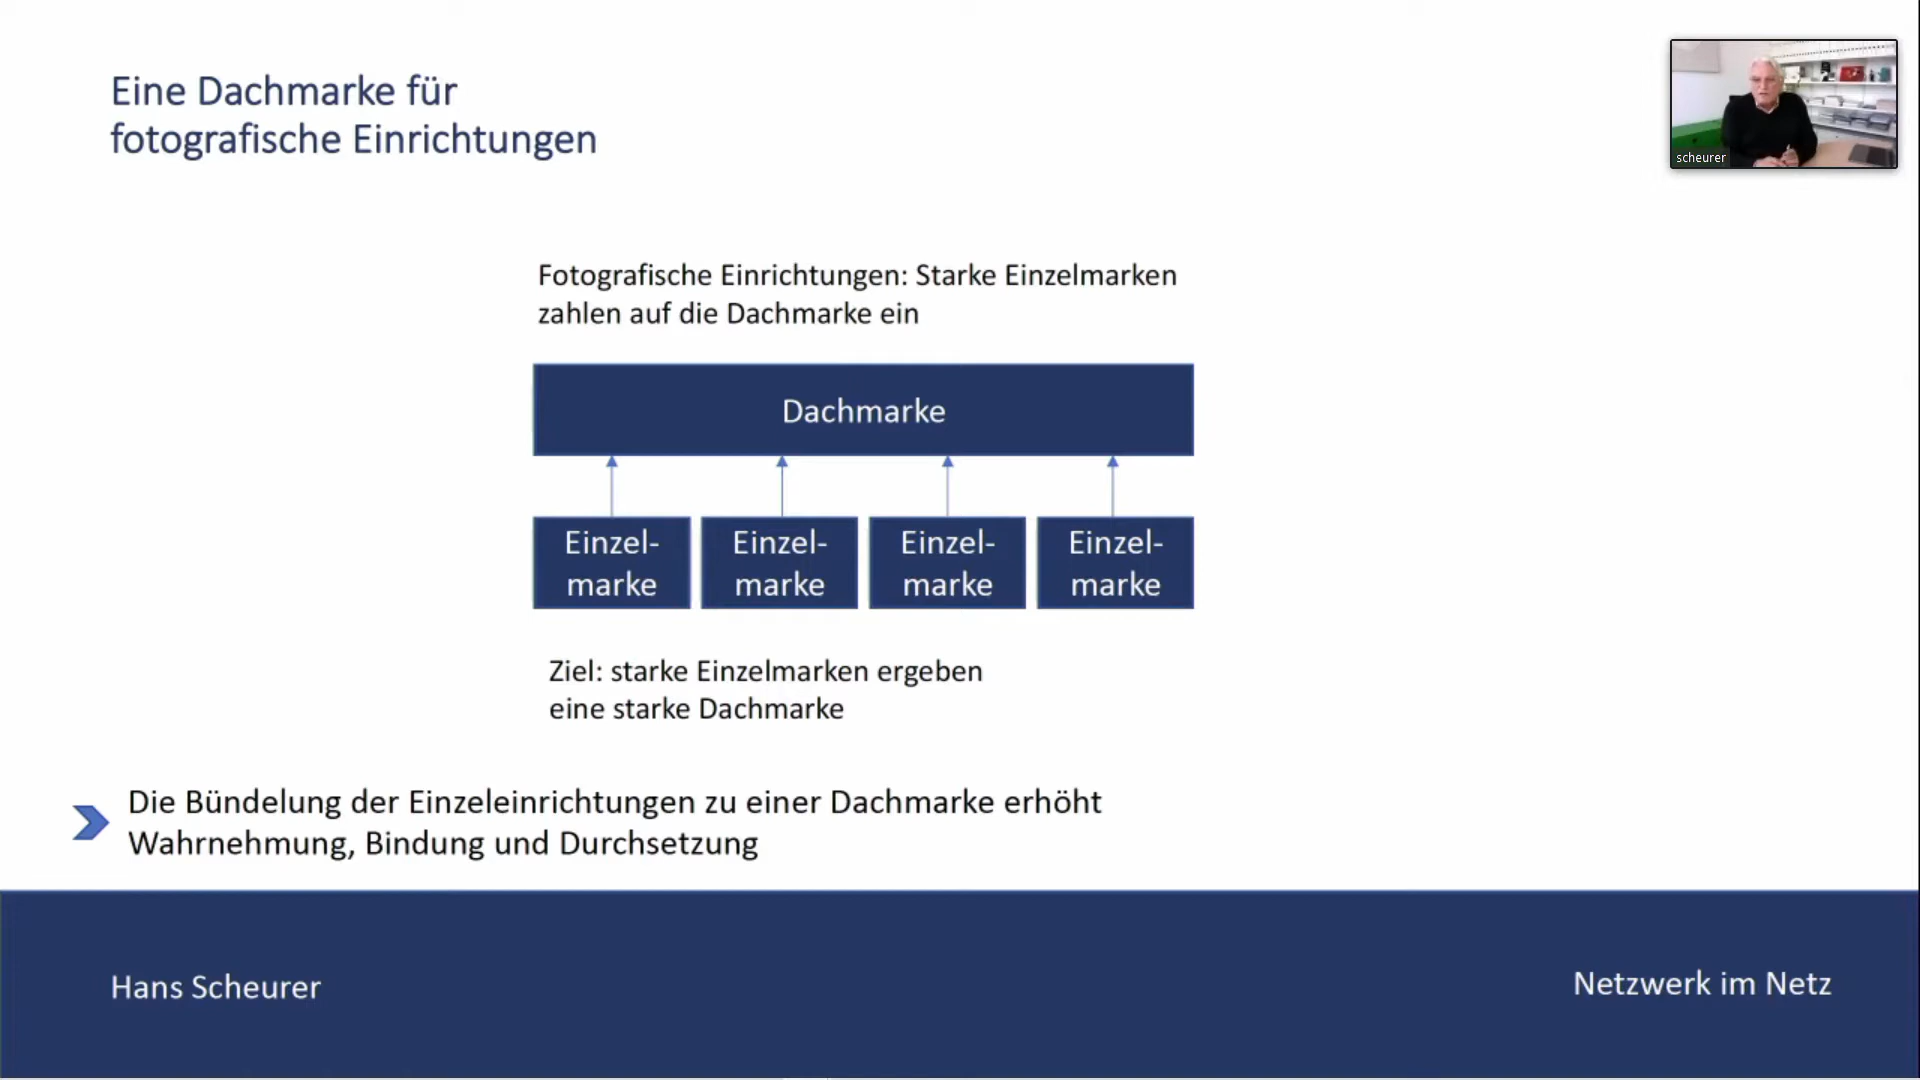 Eine Dachmarke für
fotografische Einrichtungen
scheurer
Fotografische Einrichtungen: Starke Einzelmarken
zahlen auf die Dachmarke ein
Dachmarke
Einzel-
marke
Einzel-
marke
Einzel-
marke
Einzel-
marke
Ziel: starke Einzelmarken ergeben
eine starke Dachmarke
Die Bündelung der Einzeleinrichtungen zu einer Dachmarke erhöht
Wahrnehmung, Bindung und Durchsetzung
Hans Scheurer
Netzwerk im Netz